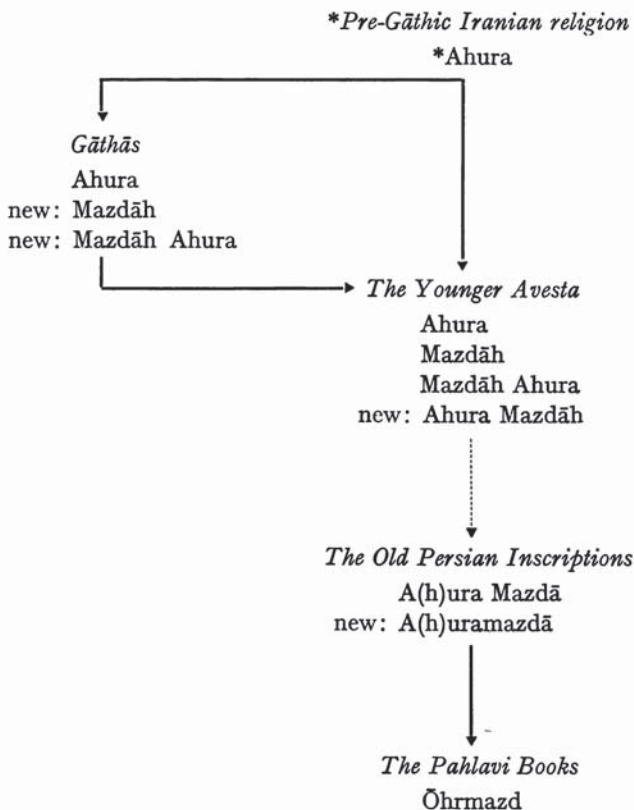 *Pre-Gāthic Iranian religion
*Ahura
Gāthās
Ahura
new: Mazdāh
new: Mazdāh Ahura
The Younger Avesta
Ahura
Mazdāh
Mazdāh Ahura
new: Ahura Mazdāh
The Old Persian Inscriptions
A(h)ura Mazdā
new: A(h)uramazdā
The Pahlavi Books
Ōhrmazd